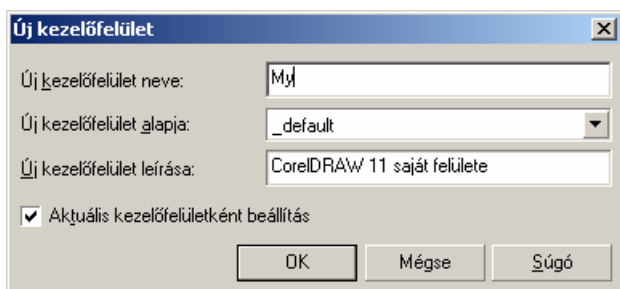 Új kezelőfelület
Új kezelőfelület neve: My
Új kezelőfelület alapja: _default
Új kezelőfelület leírása: CorelDRAW 11 saját felülete
Aktuális kezelőfelületként beállítás
OK Mégse Súgó